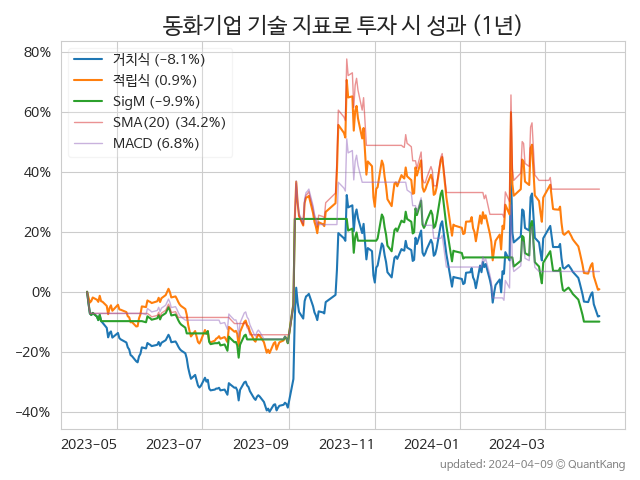 동화기업 기술 지표로 투자 시 성과 (1년)
80%
60%
40%
20%
0%
−20%
−40%
거치식 (−8.1%)
적립식 (0.9%)
SigM (−9.9%)
SMA(20) (34.2%)
MACD (6.8%)
2023-05 2023-07 2023-09 2023-11 2024-01 2024-03
updated: 2024-04-09 © QuantKang